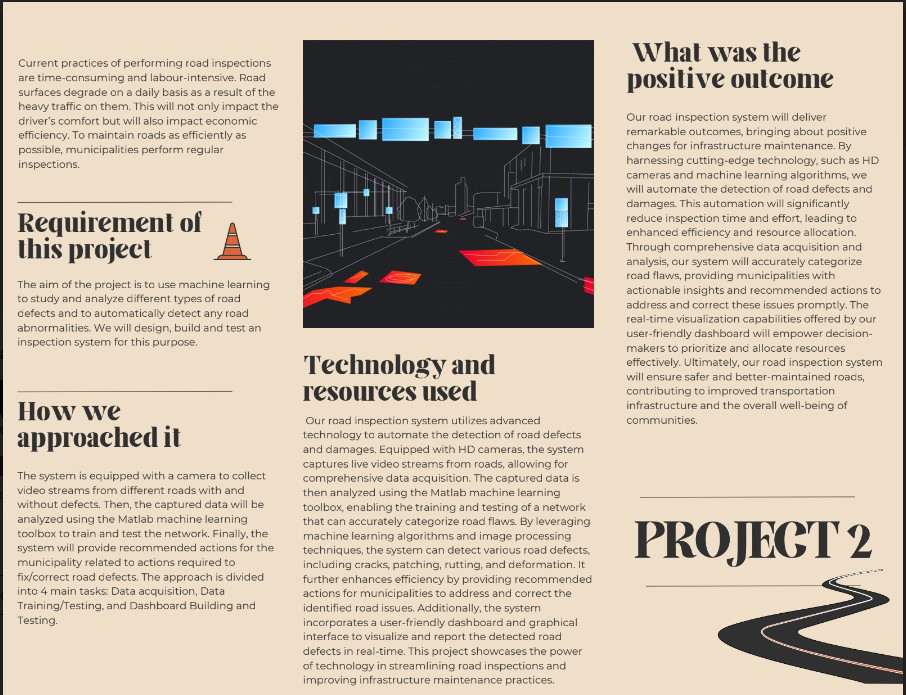 Current practices of performing road inspections
are time-consuming and labour-intensive. Road
surfaces degrade on a daily basis as a result of the
heavy traffic on them. This will not only impact the
driver's comfort but will also impact economic
efficiency. To maintain roads as efficiently as
possible, municipalities perform regular
inspections.
Requirement of
this project
The aim of the project is to use machine learning
to study and analyze different types of road
defects and to automatically detect any road
abnormalities. We will design, build and test an
inspection system for this purpose.
How we
approached it
The system is equipped with a camera to collect
video streams from different roads with and
without defects. Then, the captured data will be
analyzed using the Matlab machine learning
toolbox to train and test the network. Finally, the
system will provide recommended actions for the
municipality related to actions required to
fix/correct road defects. The approach is divided
into 4 main tasks: Data acquisition, Data
Training/Testing, and Dashboard Building and
Testing.
Technology and
resources used
Our road inspection system utilizes advanced
technology to automate the detection of road defects
and damages. Equipped with HD cameras, the system
captures live video streams from roads, allowing for
comprehensive data acquisition. The captured data is
then analyzed using the Matlab machine learning
toolbox, enabling the training and testing of a network
that can accurately categorize road flaws. By leveraging
machine learning algorithms and image processing
techniques, the system can detect various road defects,
including cracks, patching, rutting, and deformation. It
further enhances efficiency by providing recommended
actions for municipalities to address and correct the
identified road issues. Additionally, the system
incorporates a user-friendly dashboard and graphical
interface to visualize and report the detected road
defects in real-time. This project showcases the power
of technology in streamlining road inspections and
improving infrastructure maintenance practices.
What was the
positive outcome
Our road inspection system will deliver
remarkable outcomes, bringing about positive
changes for infrastructure maintenance. By
harnessing cutting-edge technology, such as HD
cameras and machine learning algorithms, we
will automate the detection of road defects and
damages. This automation will significantly
reduce inspection time and effort, leading to
enhanced efficiency and resource allocation.
Through comprehensive data acquisition and
analysis, our system will accurately categorize
road flaws, providing municipalities with
actionable insights and recommended actions to
address and correct these issues promptly. The
real-time visualization capabilities offered by our
user-friendly dashboard will empower decision-
makers to prioritize and allocate resources
effectively. Ultimately, our road inspection system
will ensure safer and better-maintained roads,
contributing to improved transportation
infrastructure and the overall well-being of
communities.
PROJECT 2